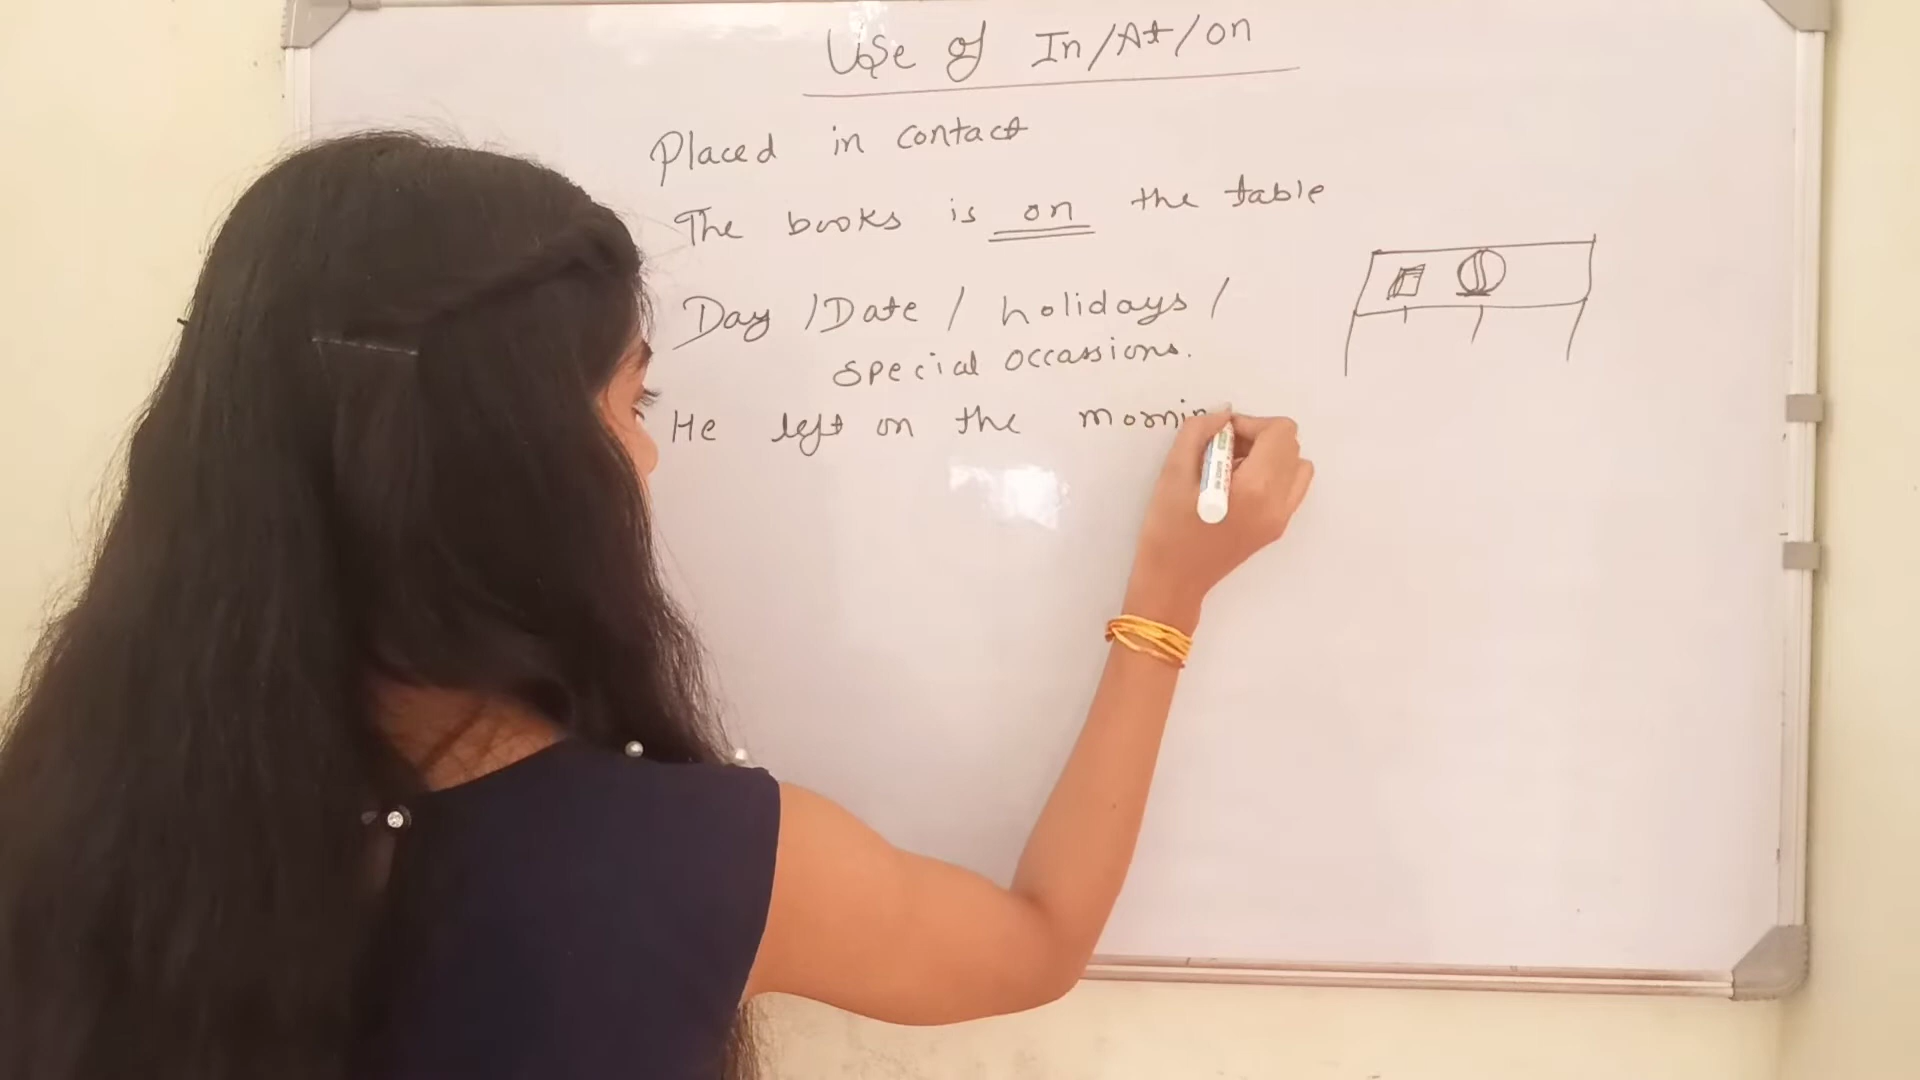 Use of In/At/on
Placed in contact
The books is on the table
Day / Date / holidays /
special occassions.
He left on the mornin